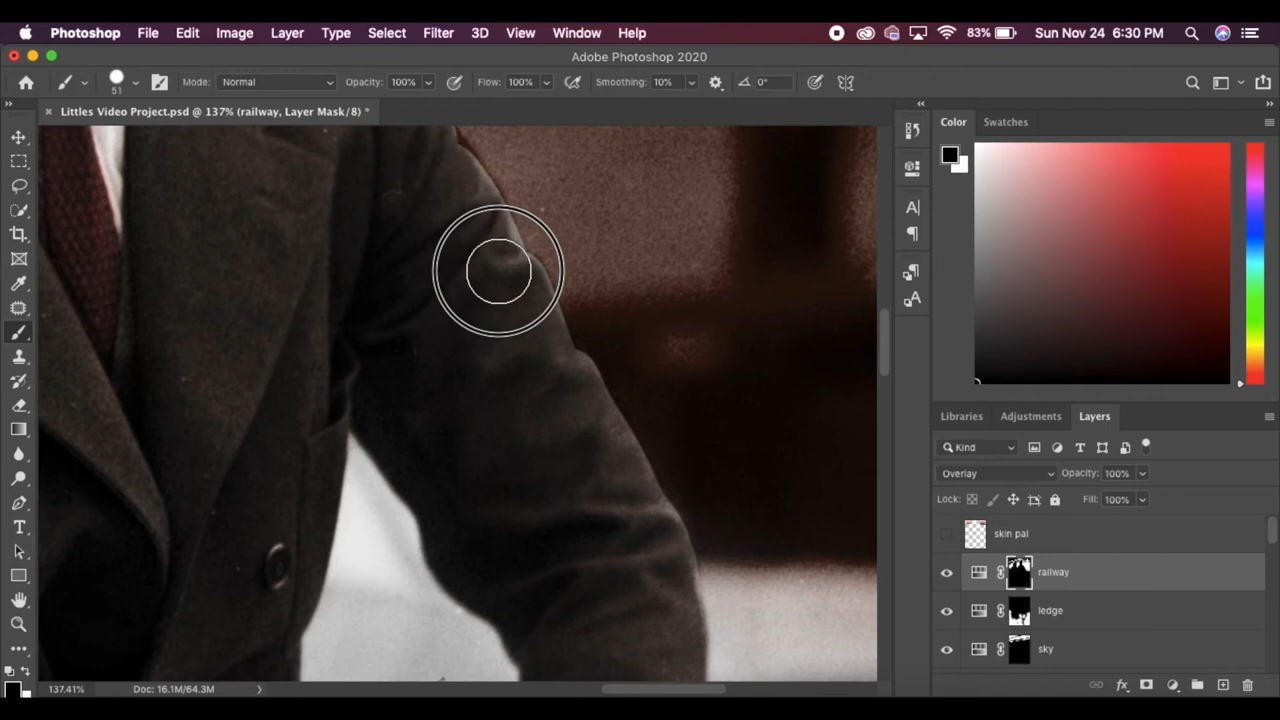 Photoshop File Edit Image Layer Type Select Filter 3D View Window Help 83% Sun Nov 24 6:30 PM
Adobe Photoshop 2020
51 Mode: Normal Opacity: 100% Flow: 100% Smoothing: 10% 0°
Littles Video Project.psd @ 137% (railway, Layer Mask/8) *
Color Swatches
Libraries Adjustments Layers
Kind
Overlay Opacity: 100%
Lock: Fill: 100%
skin pal
railway
ledge
sky
137.41% Doc: 16.1M/64.3M